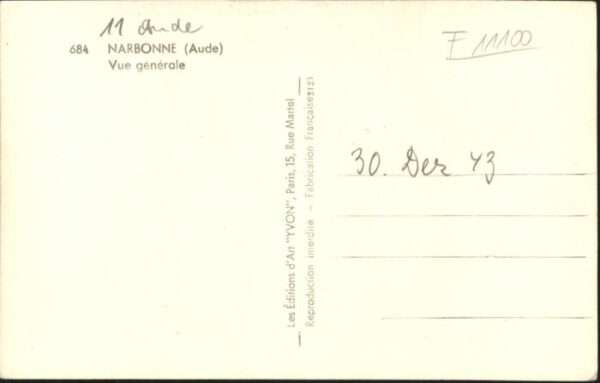 11 Aude
F 11100
684 NARBONNE (Aude)
Vue générale
30. Dez 43
Les Éditions d'Art "YVON", Paris, 15, Rue Martel
Reproduction interdite — Fabrication Française